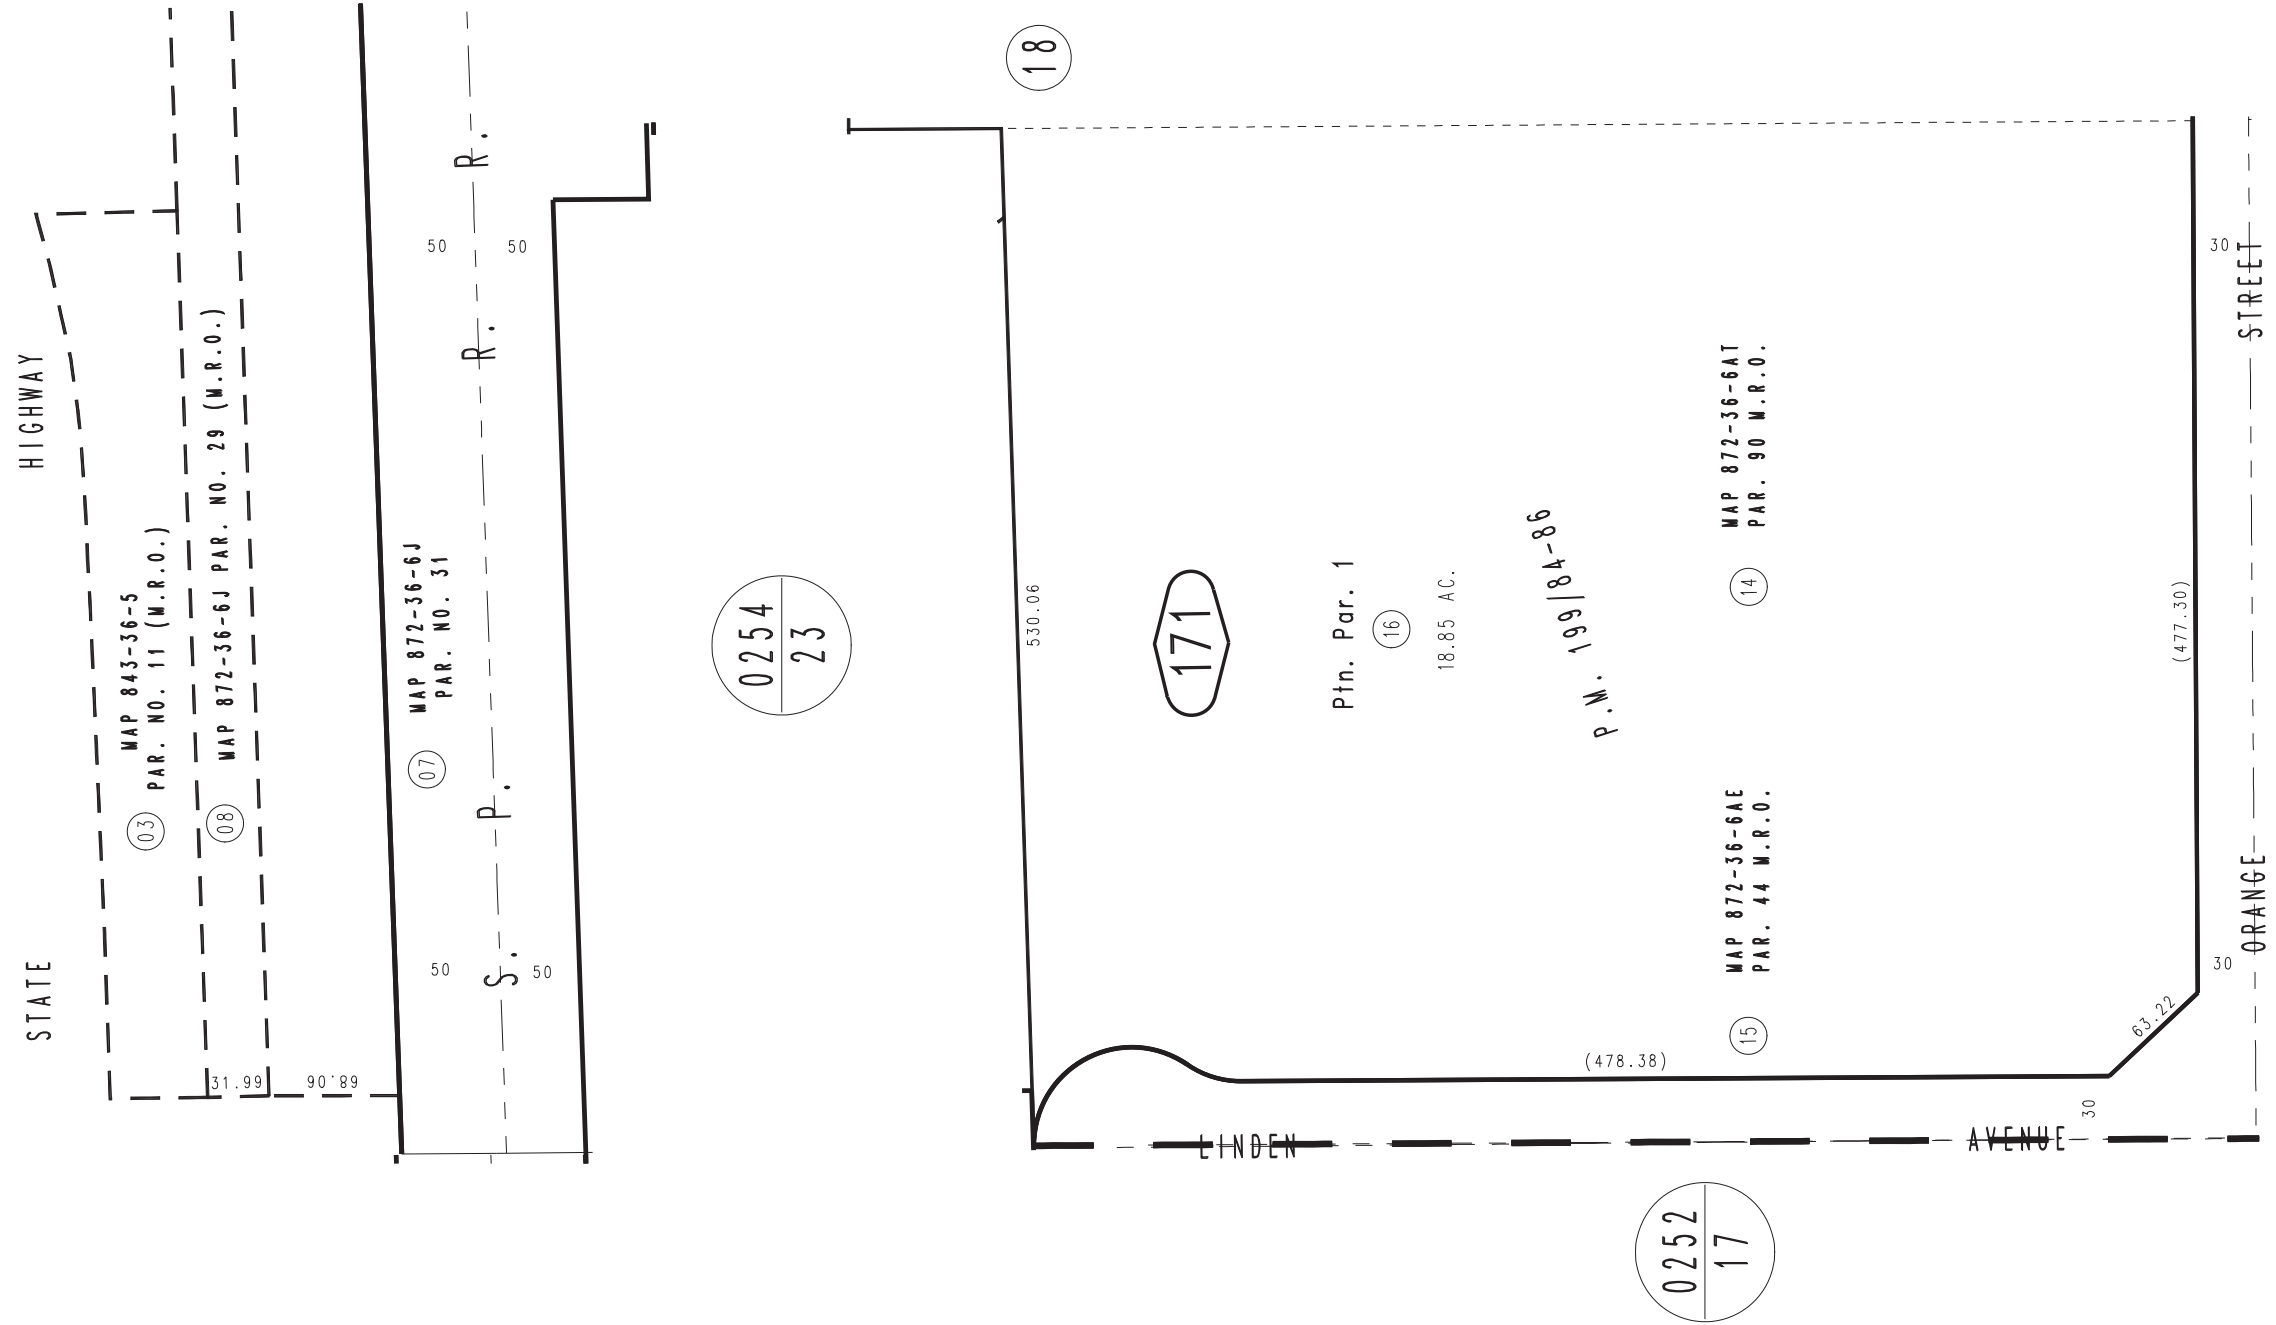 STATE
HIGHWAY
MAP 843-36-5
PAR. NO. 11 (M.R.O.)
03
MAP 872-36-6J PAR. NO. 29 (M.R.O.)
08
31.99
90.89
MAP 872-36-6J
PAR. NO. 31
07
50
50
50
50
S. P. R. R.
0254
23
18
530.06
171
Ptn. Par. 1
16
18.85 AC.
P.M. 199/84-86
MAP 872-36-6AT
PAR. 90 M.R.O.
14
MAP 872-36-6AE
PAR. 44 M.R.O.
15
(478.38)
(477.30)
63.22
30
30
30
ORANGE
STREET
LINDEN
AVENUE
0252
17